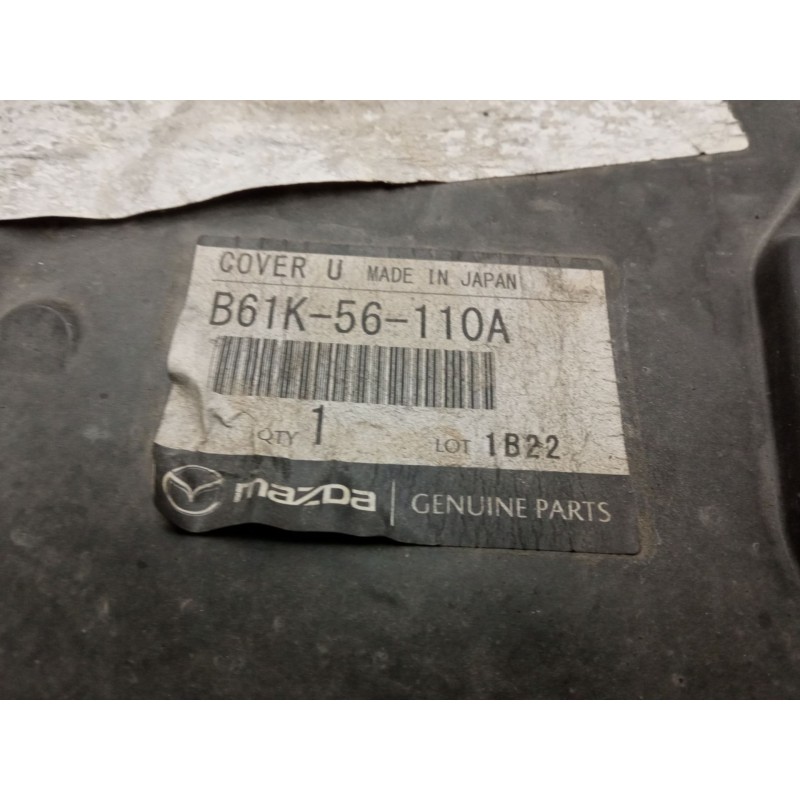 COVER U MADE IN JAPAN
B61K-56-110A
QTY 1 LOT 1B22
mazda GENUINE PARTS